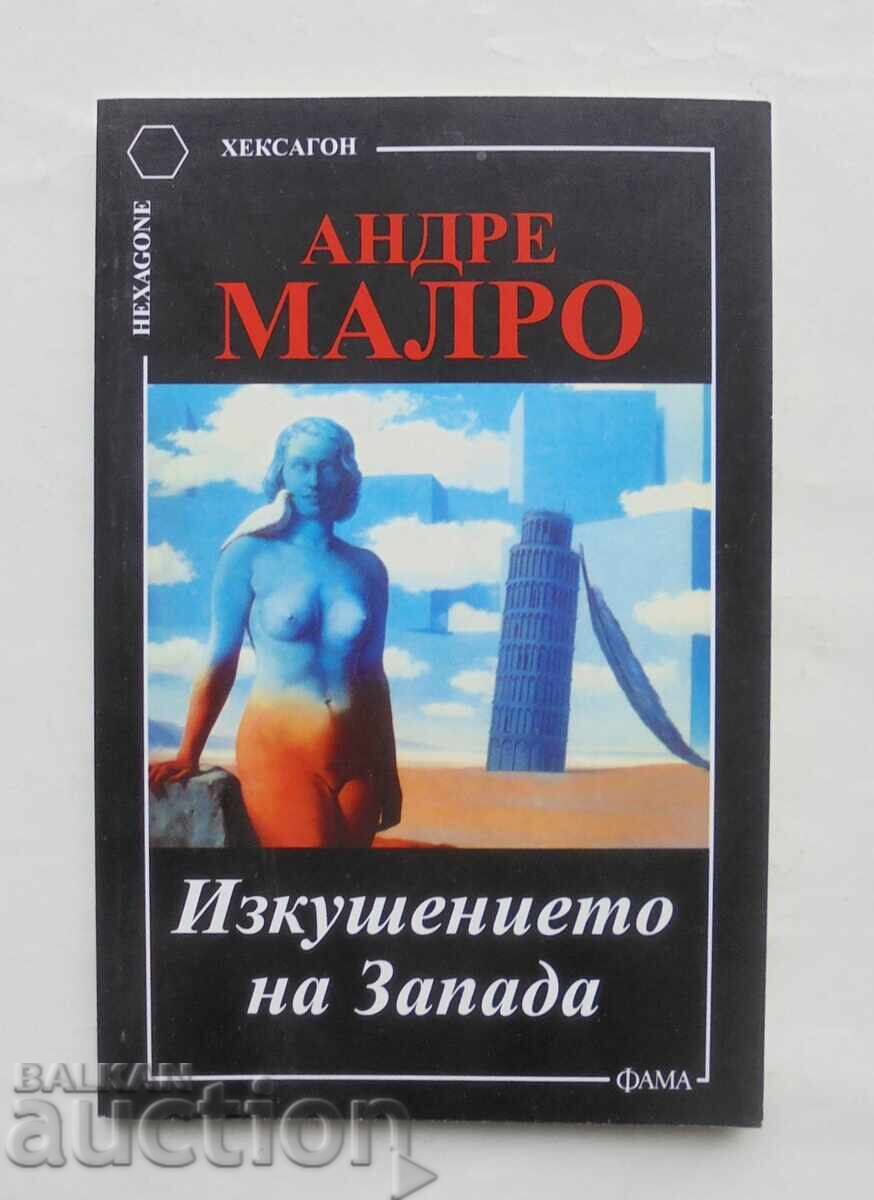 ХЕКСАГОН
HEXAGONE
АНДРЕ
МАЛРО
Изкушението
на Запада
ФАМА
BALKAN
auction